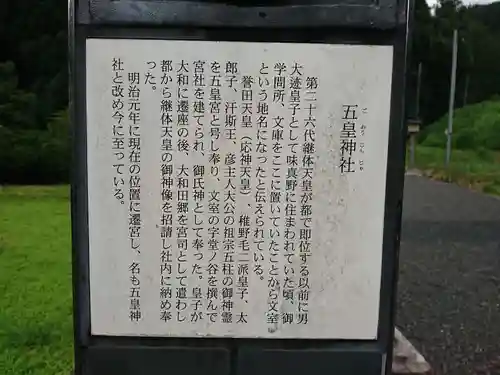 五皇神社
ご おう じん じゃ
第二十六代継体天皇が都で即位する以前に男
大迹皇子として味真野に住まわれていた頃、御
学問所、文庫をここに置いていたことから文室
という地名になったと伝えられている。
誉田天皇（応神天皇）、稚野毛二派皇子、太
郎子、汙斯王、彦主人大公の祖宗五柱の御神霊
を五皇宮と号し奉り、文室の字堂ノ谷を撰んで
宮社を建てられ、御氏神として奉った。皇子が
大和に遷座の後、大和田郷を宮司として遣わし
都から継体天皇の御神像を招請し社内に納め奉
った。
明治元年に現在の位置に遷宮し、名も五皇神
社と改め今に至っている。